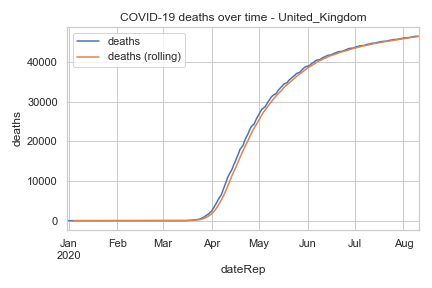 COVID-19 deaths over time - United_Kingdom
deaths
deaths (rolling)
deaths
40000
30000
20000
10000
0
Jan Feb Mar Apr May Jun Jul Aug
2020
dateRep